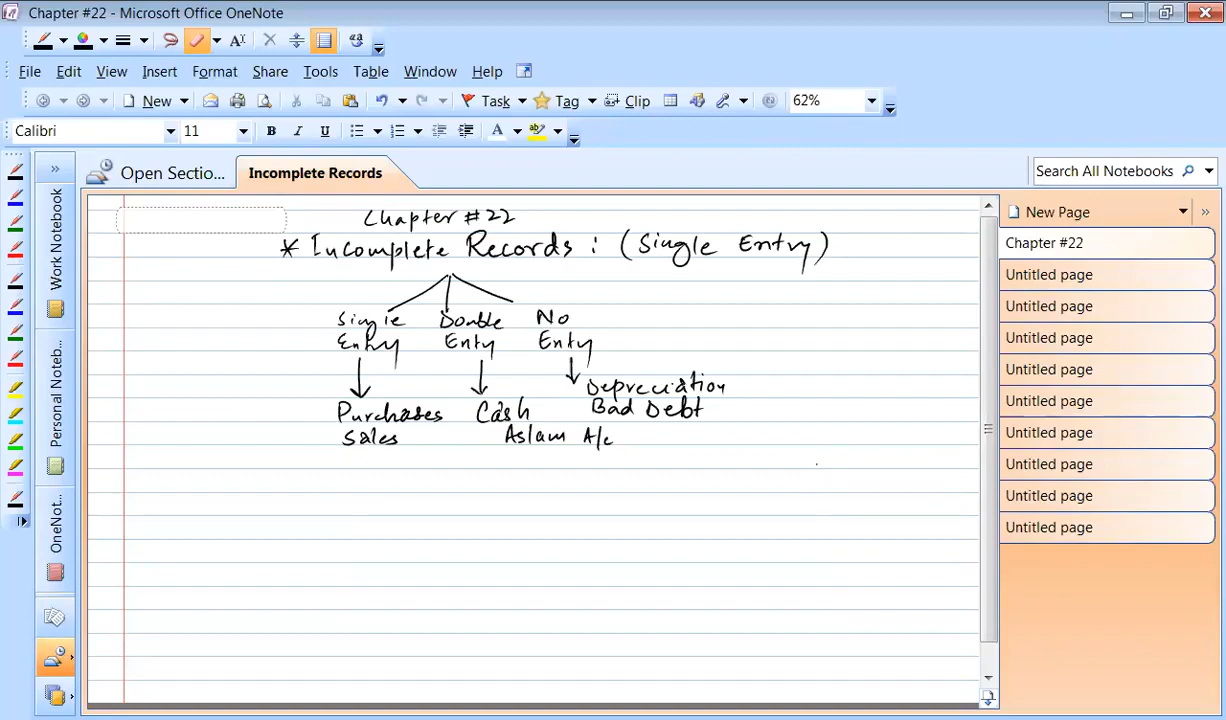 Chapter #22 - Microsoft Office OneNote
File Edit View Insert Format Share Tools Table Window Help
New Task Tag Clip 62%
Calibri 11 B I U A ab
Open Sectio... Incomplete Records Search All Notebooks
Work Notebook
Personal Noteb...
OneNot...
New Page
Chapter #22
Untitled page
Untitled page
Untitled page
Untitled page
Untitled page
Untitled page
Untitled page
Untitled page
Untitled page
Chapter #22
* Incomplete Records : (Single Entry)
Single Double No
Entry Entry Entry
Depreciation
Purchases Cash Bad Debt
Sales Aslam A/c